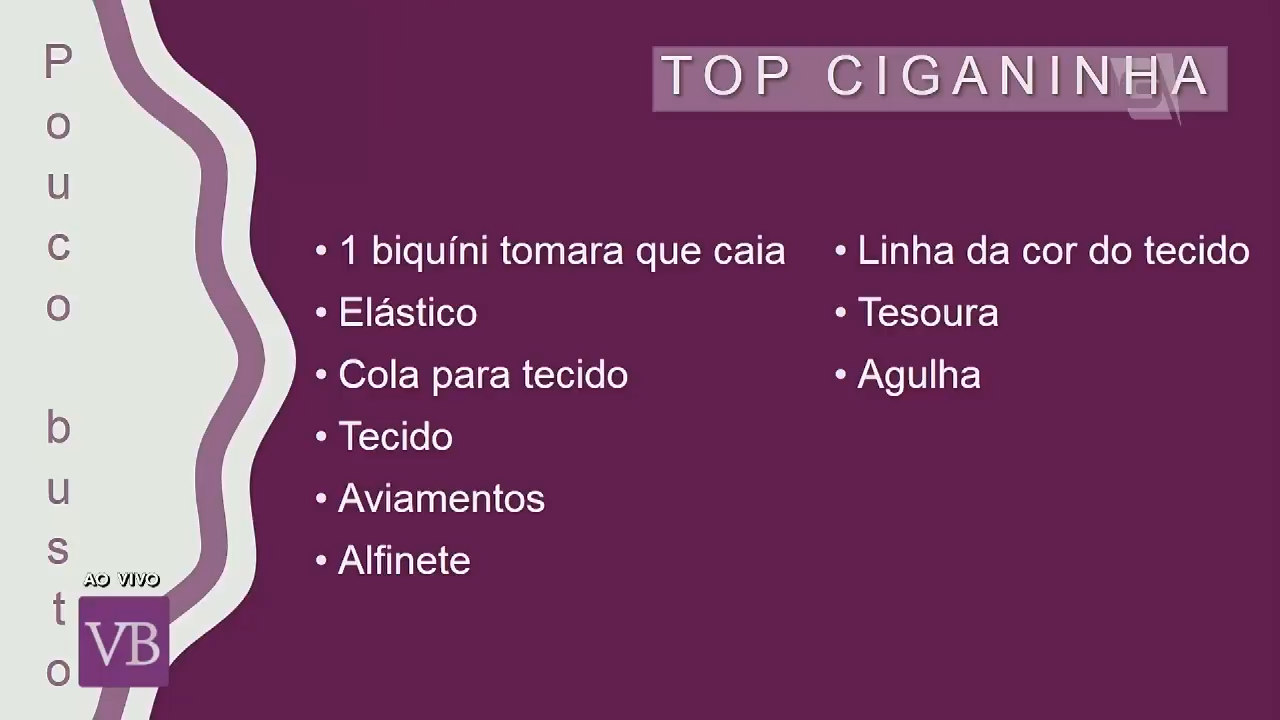 TOP CIGANINHA
Pouco busto
• 1 biquíni tomara que caia
• Elástico
• Cola para tecido
• Tecido
• Aviamentos
• Alfinete
• Linha da cor do tecido
• Tesoura
• Agulha
AO VIVO
VB